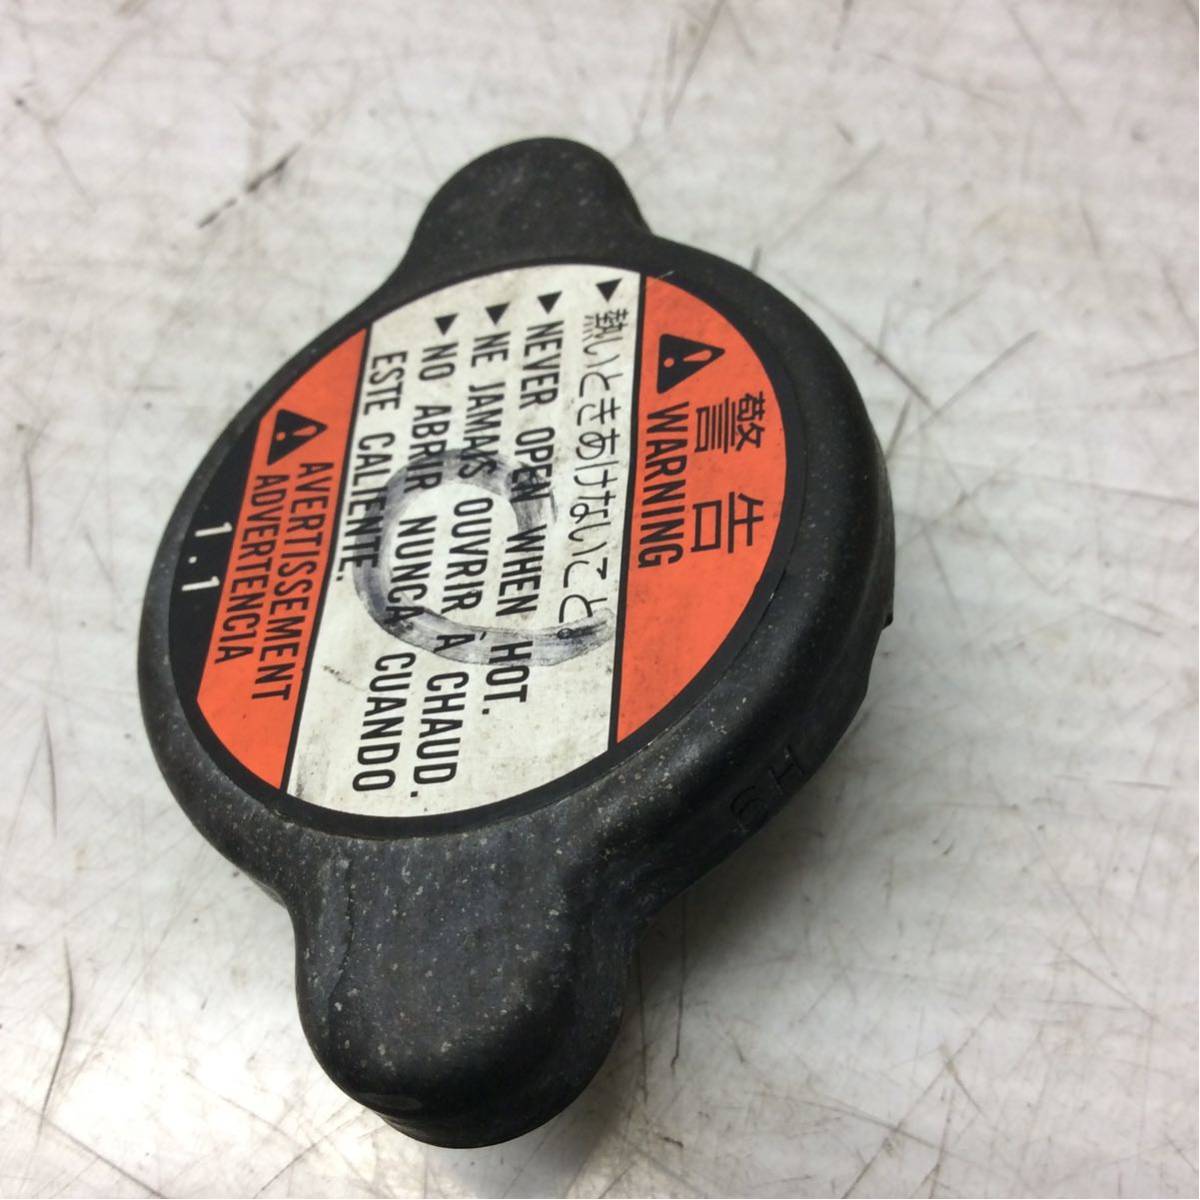 警告
WARNING
熱いときあけないこと。
NEVER OPEN WHEN HOT.
NE JAMAIS OUVRIR À CHAUD.
NO ABRIR NUNCA CUANDO
ESTE CALIENTE.
AVERTISSEMENT
ADVERTENCIA
1.1